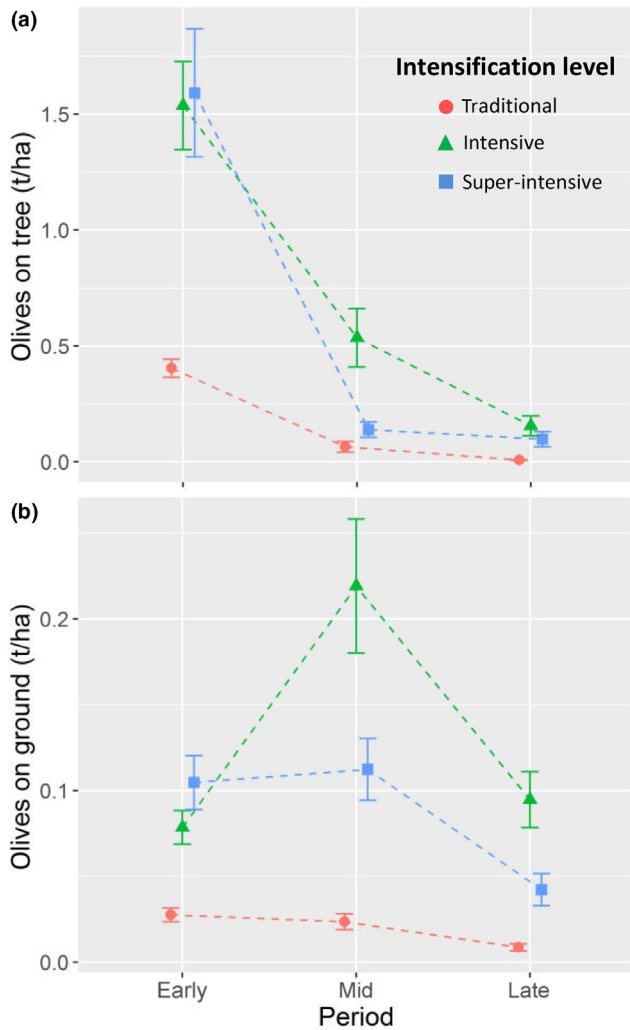 (a)
Olives on tree (t/ha)
1.5
1.0
0.5
0.0
Intensification level
Traditional
Intensive
Super-intensive
(b)
Olives on ground (t/ha)
0.2
0.1
0.0
Early Mid Late
Period